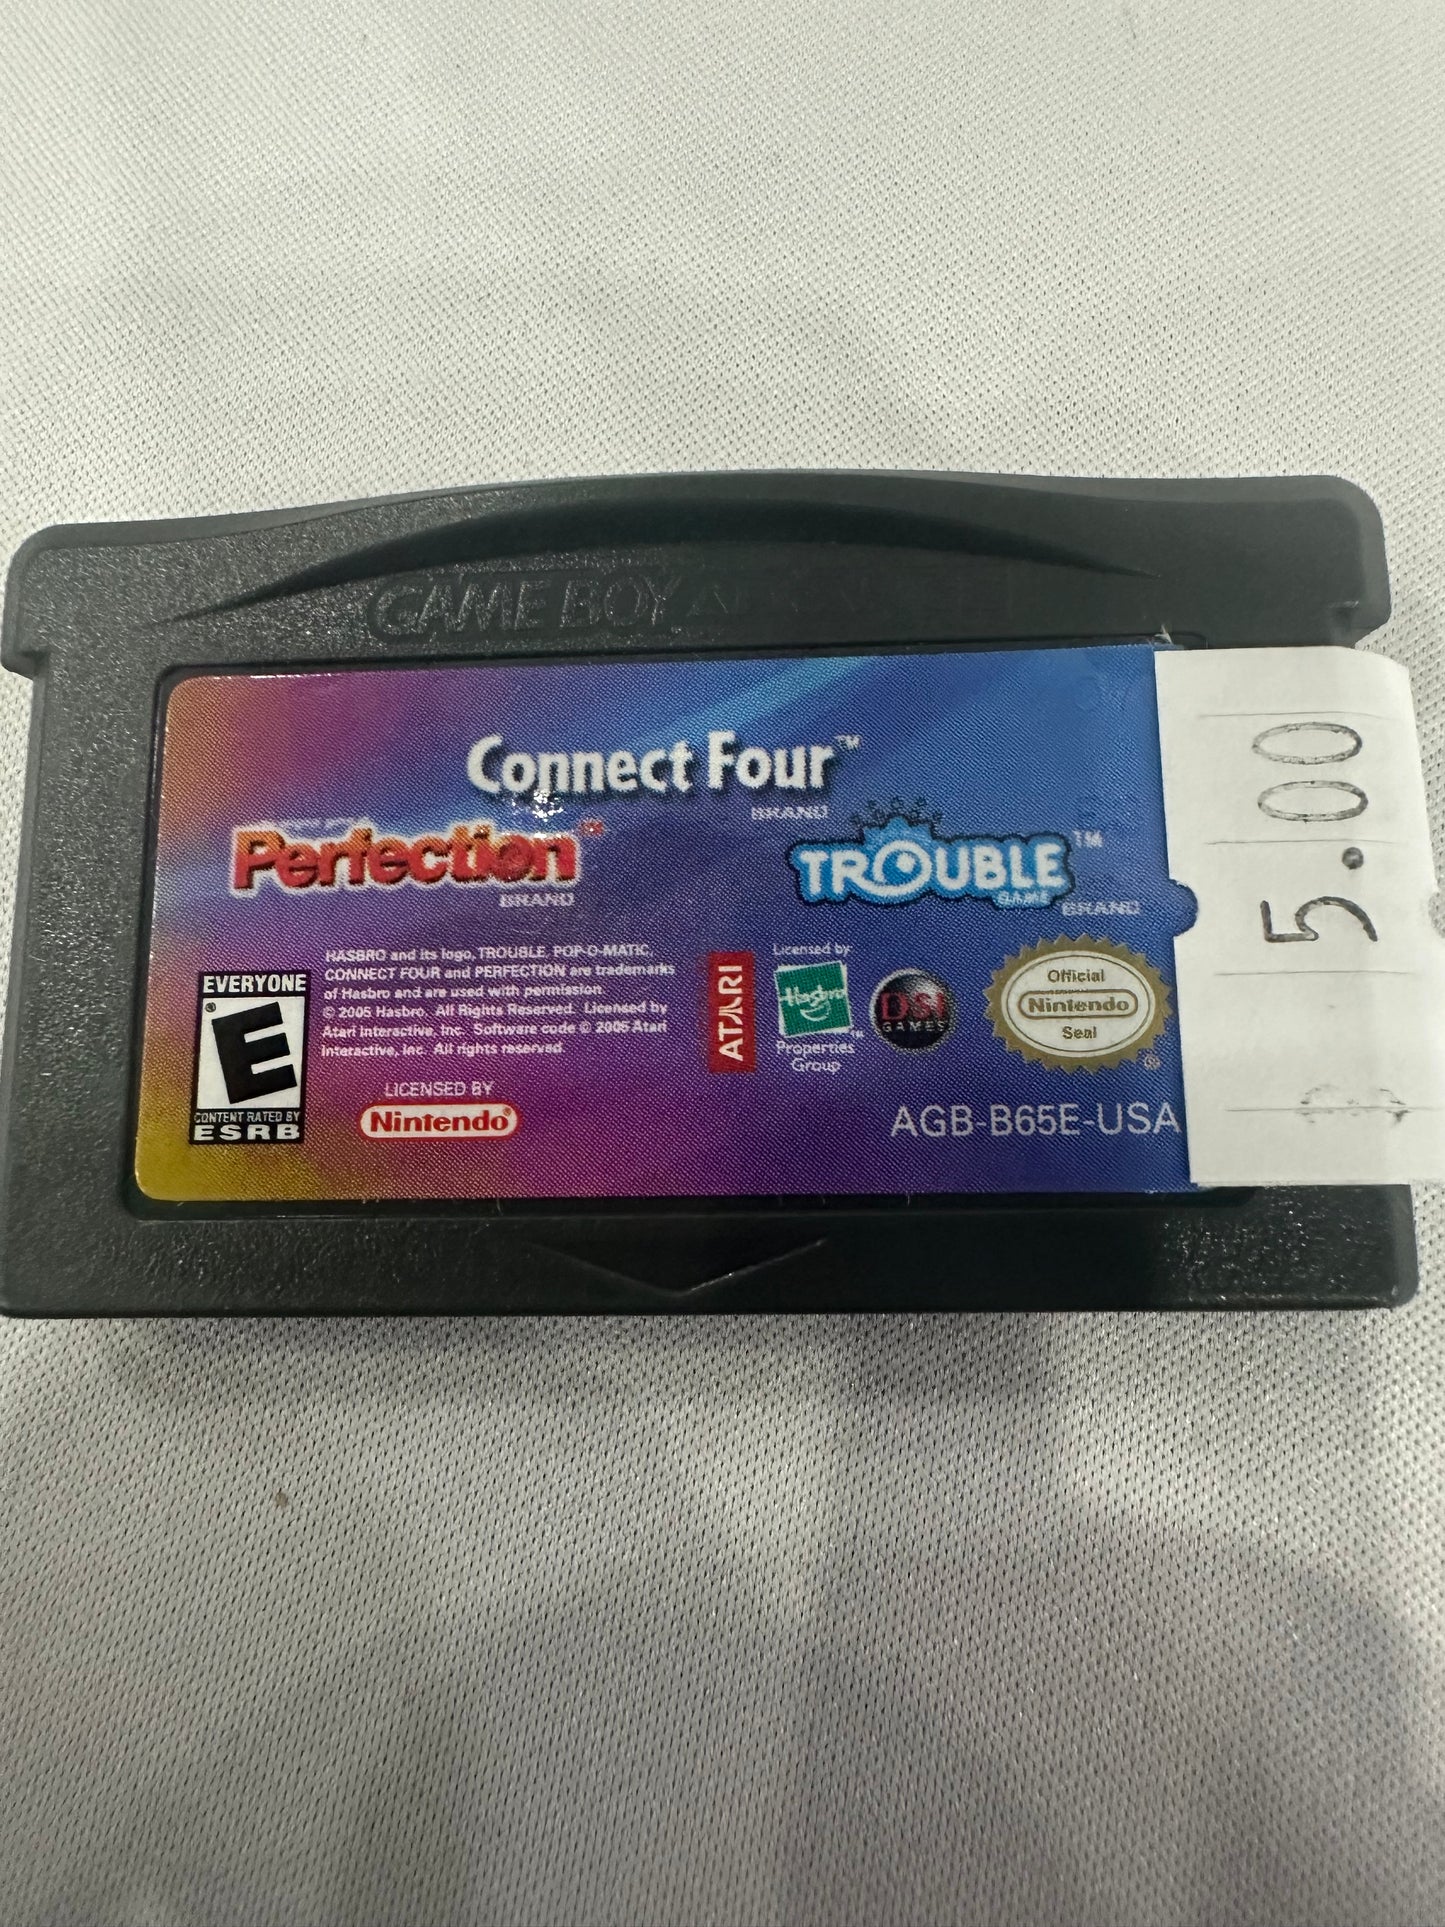 GAME BOY
Connect Four™
BRAND
Perfection™
BRAND
TROUBLE™
GAME BRAND
HASBRO and its logo, TROUBLE, POP-O-MATIC,
CONNECT FOUR and PERFECTION are trademarks
of Hasbro and are used with permission.
© 2005 Hasbro. All Rights Reserved. Licensed by
Atari Interactive, Inc. Software code © 2005 Atari
Interactive, Inc. All rights reserved.
EVERYONE
E
CONTENT RATED BY
ESRB
LICENSED BY
Nintendo®
ATARI
Licensed by
Hasbro
Properties
Group
DSI
GAMES
Official
Nintendo
Seal
AGB-B65E-USA
5.00